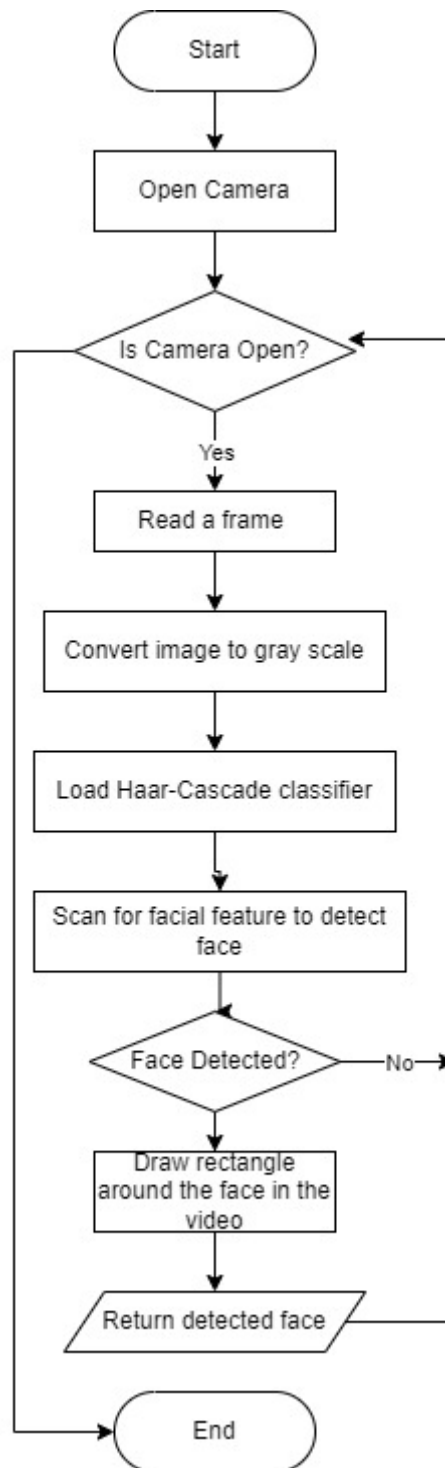 Start
Open Camera
Is Camera Open?
Yes
Read a frame
Convert image to gray scale
Load Haar-Cascade classifier
Scan for facial feature to detect
face
Face Detected?
No
Draw rectangle
around the face in the
video
Return detected face
End